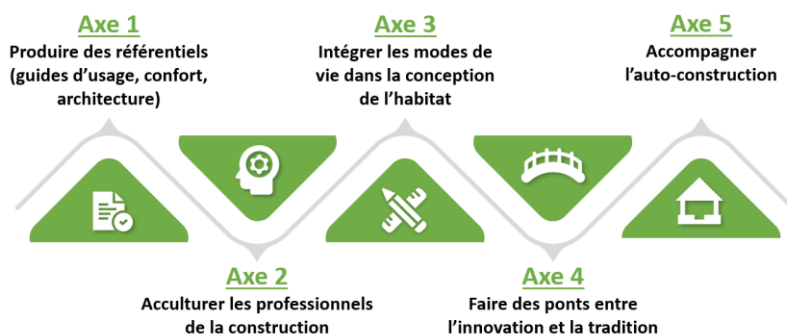 Axe 1
Produire des référentiels
(guides d'usage, confort,
architecture)
Axe 2
Acculturer les professionnels
de la construction
Axe 3
Intégrer les modes de
vie dans la conception
de l'habitat
Axe 4
Faire des ponts entre
l'innovation et la tradition
Axe 5
Accompagner
l'auto-construction